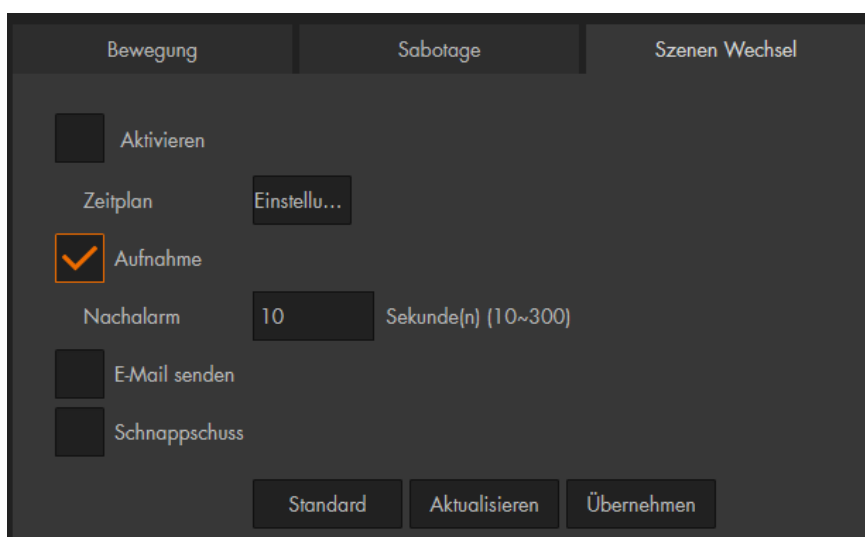 Bewegung Sabotage Szenen Wechsel
Aktivieren
Zeitplan Einstellu...
Aufnahme
Nachalarm 10 Sekunde(n) (10~300)
E-Mail senden
Schnappschuss
Standard Aktualisieren Übernehmen